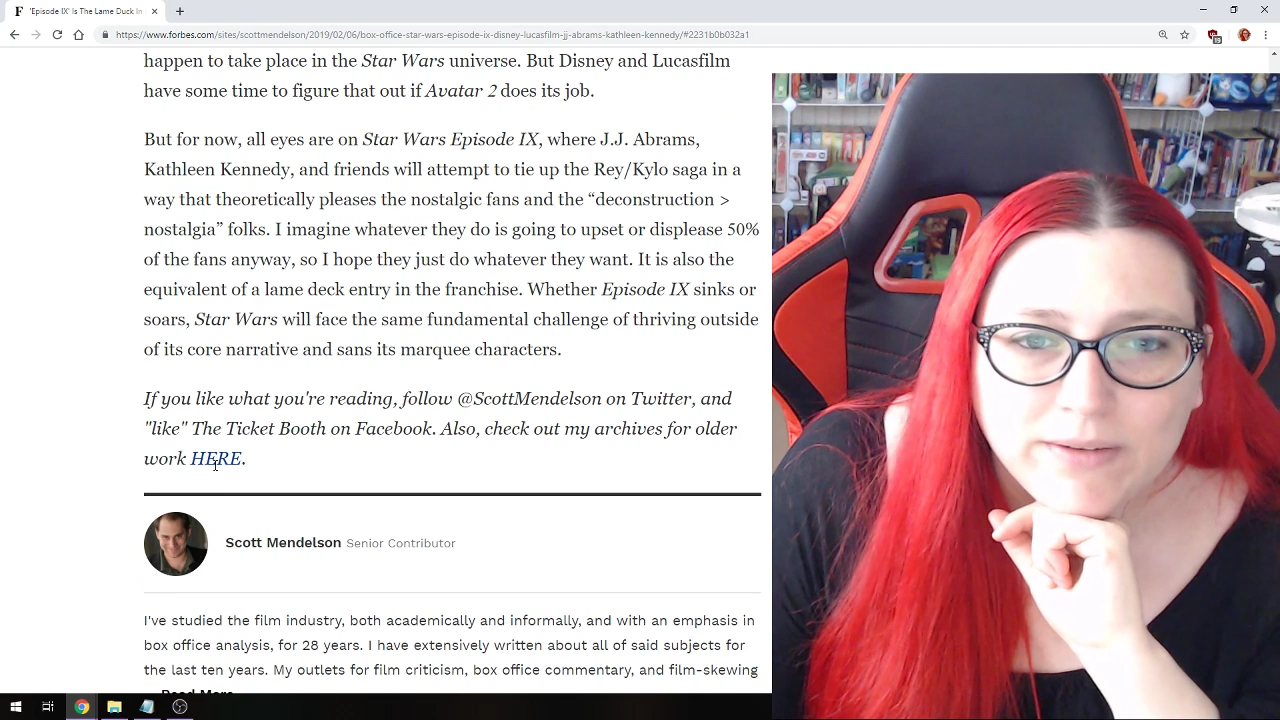 'Episode IX' Is The Lame Duck In
https://www.forbes.com/sites/scottmendelson/2019/02/06/box-office-star-wars-episode-ix-disney-lucasfilm-jj-abrams-kathleen-kennedy/#2231b0b032a1
happen to take place in the Star Wars universe. But Disney and Lucasfilm
have some time to figure that out if Avatar 2 does its job.
But for now, all eyes are on Star Wars Episode IX, where J.J. Abrams,
Kathleen Kennedy, and friends will attempt to tie up the Rey/Kylo saga in a
way that theoretically pleases the nostalgic fans and the “deconstruction >
nostalgia” folks. I imagine whatever they do is going to upset or displease 50%
of the fans anyway, so I hope they just do whatever they want. It is also the
equivalent of a lame deck entry in the franchise. Whether Episode IX sinks or
soars, Star Wars will face the same fundamental challenge of thriving outside
of its core narrative and sans its marquee characters.
If you like what you're reading, follow @ScottMendelson on Twitter, and
"like" The Ticket Booth on Facebook. Also, check out my archives for older
work HERE.
Scott Mendelson Senior Contributor
I've studied the film industry, both academically and informally, and with an emphasis in
box office analysis, for 28 years. I have extensively written about all of said subjects for
the last ten years. My outlets for film criticism, box office commentary, and film-skewing
... Read More